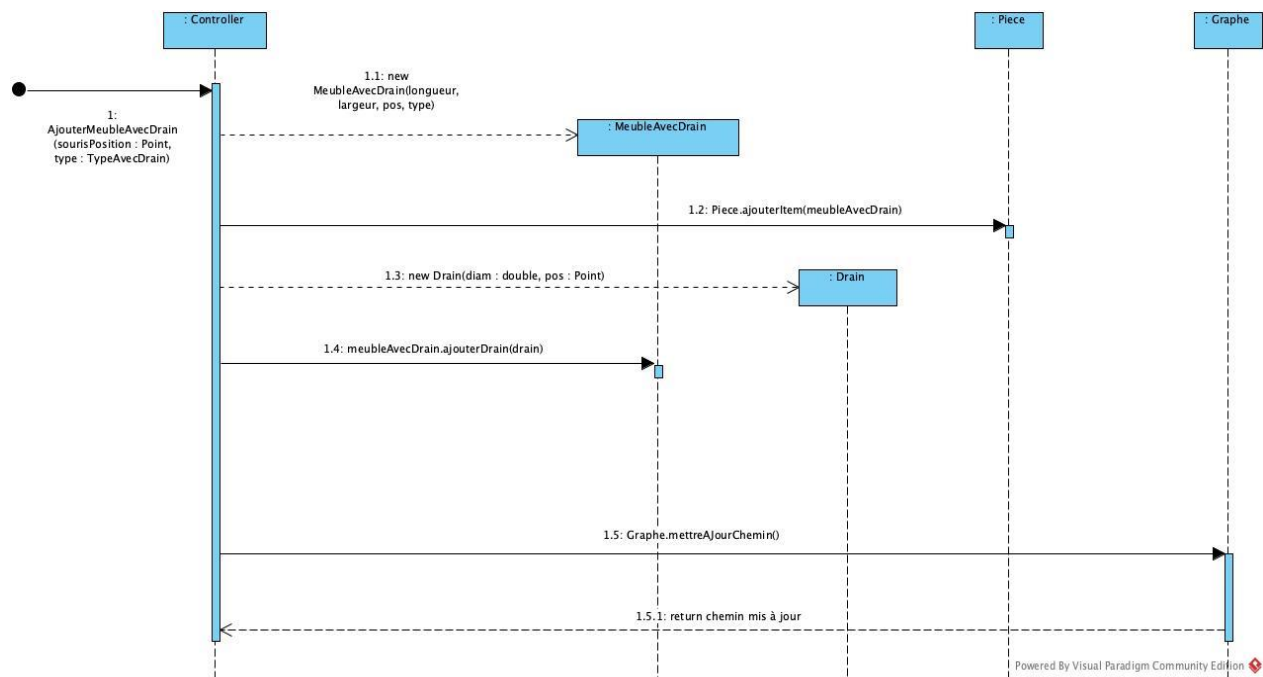 : Controller
: Piece
: Graphe
1:
AjouterMeubleAvecDrain
(sourisPosition : Point,
type : TypeAvecDrain)
1.1: new
MeubleAvecDrain(longueur,
largeur, pos, type)
: MeubleAvecDrain
1.2: Piece.ajouterItem(meubleAvecDrain)
1.3: new Drain(diam : double, pos : Point)
: Drain
1.4: meubleAvecDrain.ajouterDrain(drain)
1.5: Graphe.mettreAJourChemin()
1.5.1: return chemin mis à jour
Powered By Visual Paradigm Community Edition